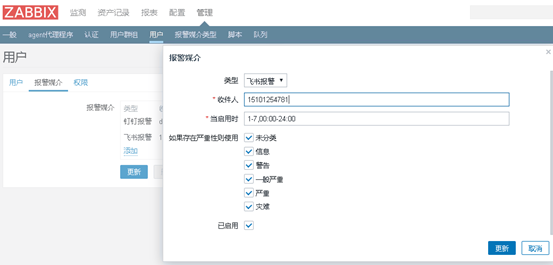 ZABBIX 监测 资产记录 报表 配置 管理
一般 agent代理程序 认证 用户群组 用户 报警媒介类型 脚本 队列
用户
用户 报警媒介 权限
报警媒介 类型
钉钉报警 d
飞书报警 1
添加
更新
报警媒介
类型 飞书报警
* 收件人 15101254781
* 当启用时 1-7,00:00-24:00
如果存在严重性则使用 未分类
信息
警告
一般严重
严重
灾难
已启用
更新 取消